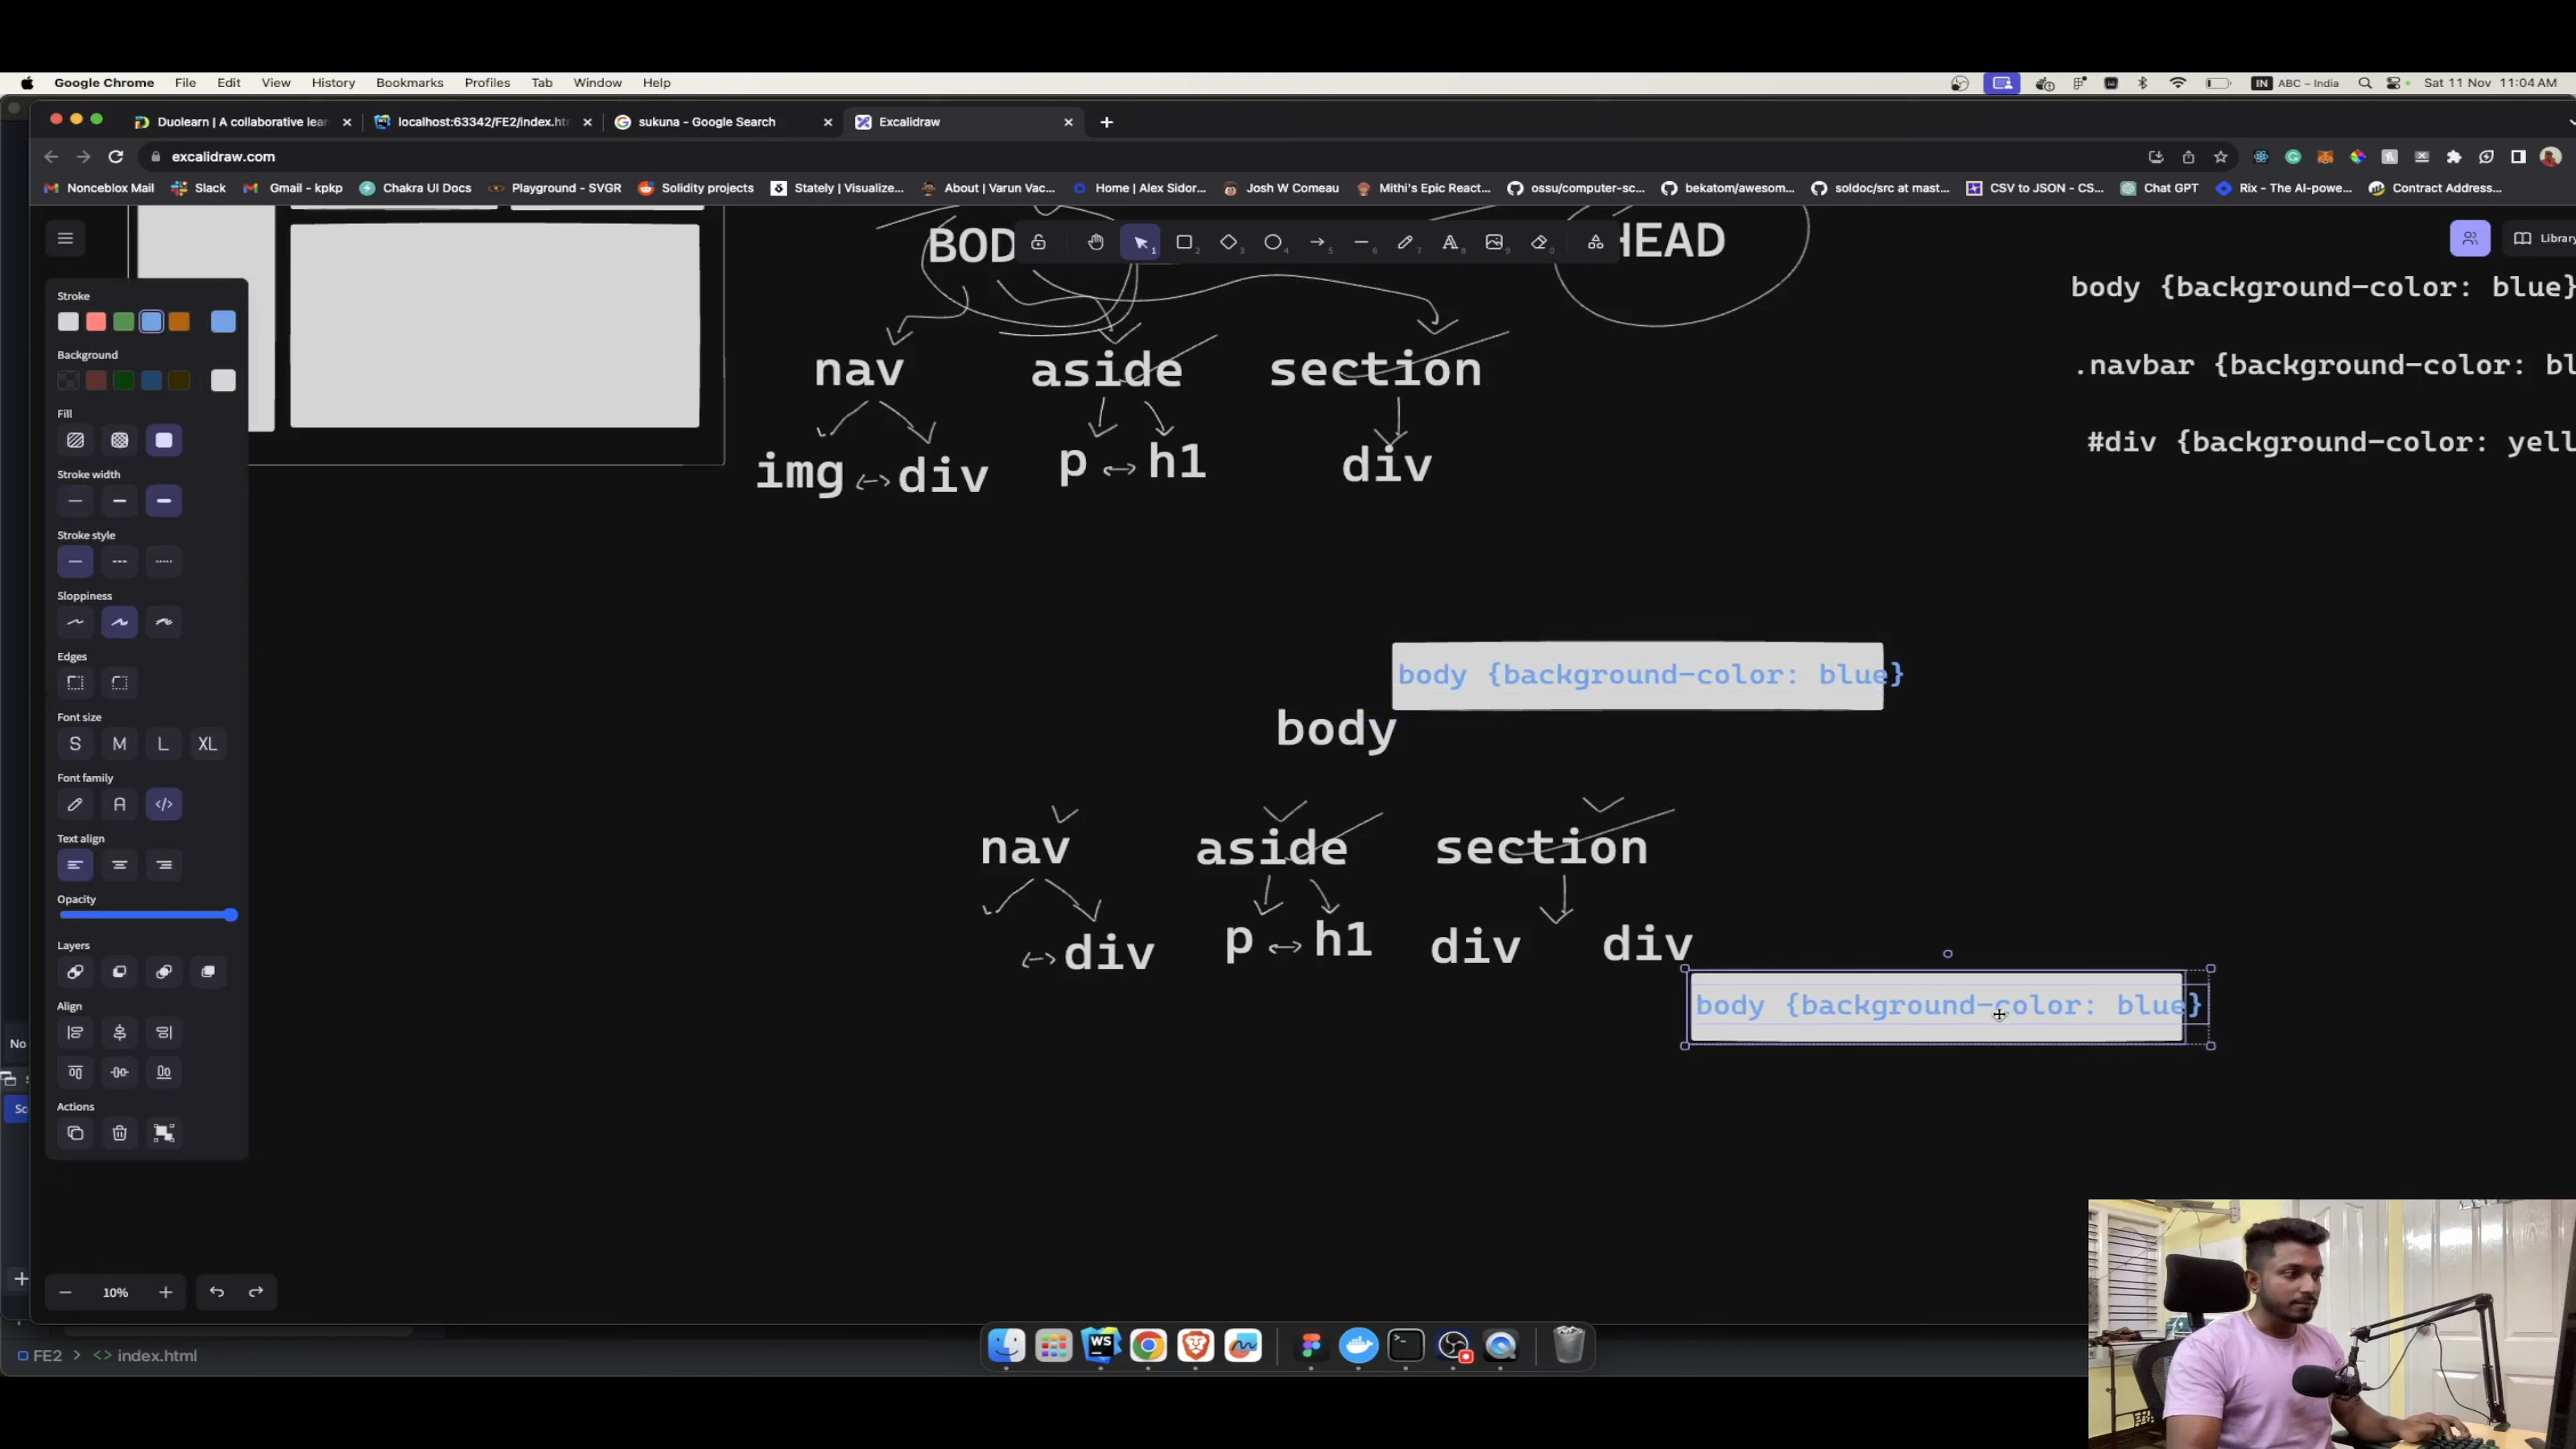 Google Chrome File Edit View History Bookmarks Profiles Tab Window Help
IN ABC – India Sat 11 Nov 11:04 AM
Duolearn | A collaborative lear
localhost:63342/FE2/index.ht
sukuna - Google Search
Excalidraw
excalidraw.com
Nonceblox Mail Slack Gmail - kpkp Chakra UI Docs Playground - SVGR Solidity projects Stately | Visualize... About | Varun Vac... Home | Alex Sidor... Josh W Comeau Mithi's Epic React... ossu/computer-sc... bekatom/awesom... soldoc/src at mast... CSV to JSON - CS... Chat GPT Rix - The AI-powe... Contract Address...
BOD HEAD
Library
body {background-color: blue}
.navbar {background-color: bl
#div {background-color: yell
nav aside section
img div p h1 div
body {background-color: blue}
body
nav aside section
div p h1 div div
body {background-color: blue}
Stroke
Background
Fill
Stroke width
Stroke style
Sloppiness
Edges
Font size
S M L XL
Font family
A </>
Text align
Opacity
Layers
Align
Actions
No
Sc
10%
FE2 > <> index.html
WS